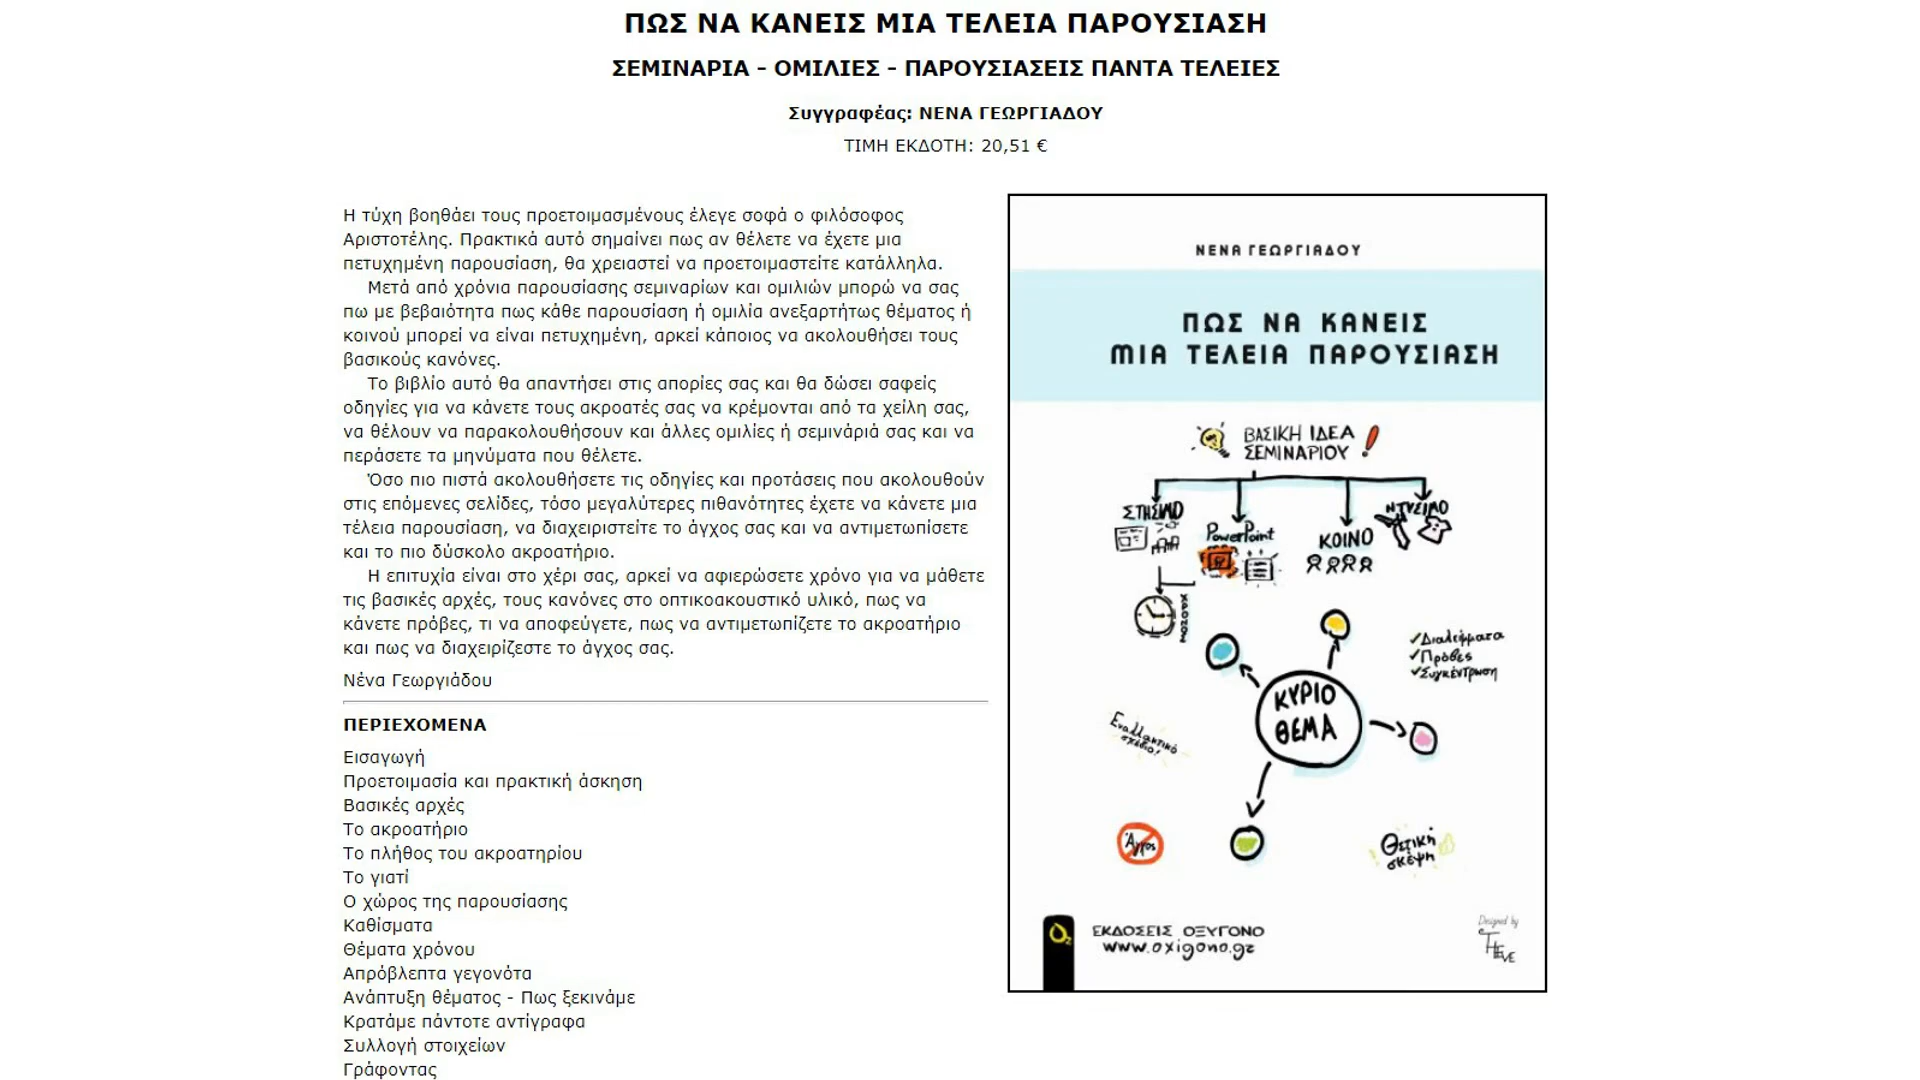 ΠΩΣ ΝΑ ΚΑΝΕΙΣ ΜΙΑ ΤΕΛΕΙΑ ΠΑΡΟΥΣΙΑΣΗ
ΣΕΜΙΝΑΡΙΑ - ΟΜΙΛΙΕΣ - ΠΑΡΟΥΣΙΑΣΕΙΣ ΠΑΝΤΑ ΤΕΛΕΙΕΣ
Συγγραφέας: ΝΕΝΑ ΓΕΩΡΓΙΑΔΟΥ
ΤΙΜΗ ΕΚΔΟΤΗ: 20,51 €
Η τύχη βοηθάει τους προετοιμασμένους έλεγε σοφά ο φιλόσοφος
Αριστοτέλης. Πρακτικά αυτό σημαίνει πως αν θέλετε να έχετε μια
πετυχημένη παρουσίαση, θα χρειαστεί να προετοιμαστείτε κατάλληλα.
Μετά από χρόνια παρουσίασης σεμιναρίων και ομιλιών μπορώ να σας
πω με βεβαιότητα πως κάθε παρουσίαση ή ομιλία ανεξαρτήτως θέματος ή
κοινού μπορεί να είναι πετυχημένη, αρκεί κάποιος να ακολουθήσει τους
βασικούς κανόνες.
Το βιβλίο αυτό θα απαντήσει στις απορίες σας και θα δώσει σαφείς
οδηγίες για να κάνετε τους ακροατές σας να κρέμονται από τα χείλη σας,
να θέλουν να παρακολουθήσουν και άλλες ομιλίες ή σεμινάριά σας και να
περάσετε τα μηνύματα που θέλετε.
Όσο πιο πιστά ακολουθήσετε τις οδηγίες και προτάσεις που ακολουθούν
στις επόμενες σελίδες, τόσο μεγαλύτερες πιθανότητες έχετε να κάνετε μια
τέλεια παρουσίαση, να διαχειριστείτε το άγχος σας και να αντιμετωπίσετε
και το πιο δύσκολο ακροατήριο.
Η επιτυχία είναι στο χέρι σας, αρκεί να αφιερώσετε χρόνο για να μάθετε
τις βασικές αρχές, τους κανόνες στο οπτικοακουστικό υλικό, πως να
κάνετε πρόβες, τι να αποφεύγετε, πως να αντιμετωπίζετε το ακροατήριο
και πως να διαχειρίζεστε το άγχος σας.
Νένα Γεωργιάδου
ΠΕΡΙΕΧΟΜΕΝΑ
Εισαγωγή
Προετοιμασία και πρακτική άσκηση
Βασικές αρχές
Το ακροατήριο
Το πλήθος του ακροατηρίου
Το γιατί
Ο χώρος της παρουσίασης
Καθίσματα
Θέματα χρόνου
Απρόβλεπτα γεγονότα
Ανάπτυξη θέματος - Πως ξεκινάμε
Κρατάμε πάντοτε αντίγραφα
Συλλογή στοιχείων
Γράφοντας
ΝΕΝΑ ΓΕΩΡΓΙΑΔΟΥ
ΠΩΣ ΝΑ ΚΑΝΕΙΣ
ΜΙΑ ΤΕΛΕΙΑ ΠΑΡΟΥΣΙΑΣΗ
ΒΑΣΙΚΗ ΙΔΕΑ
ΣΕΜΙΝΑΡΙΟΥ !
ΣΤΗΣΙΜΟ
PowerPoint
ΚΟΙΝΟ
ΝΤΥΣΙΜΟ
✓Διαλείμματα
✓Πρόβες
✓Συγκέντρωση
ΚΥΡΙΟ
ΘΕΜΑ
Εναλλακτικό
σχέδιο!
Άγχος
Θετική
σκέψη
O2
ΕΚΔΟΣΕΙΣ ΟΞΥΓΟΝΟ
www.oxigono.gr
Designed by
THEVE